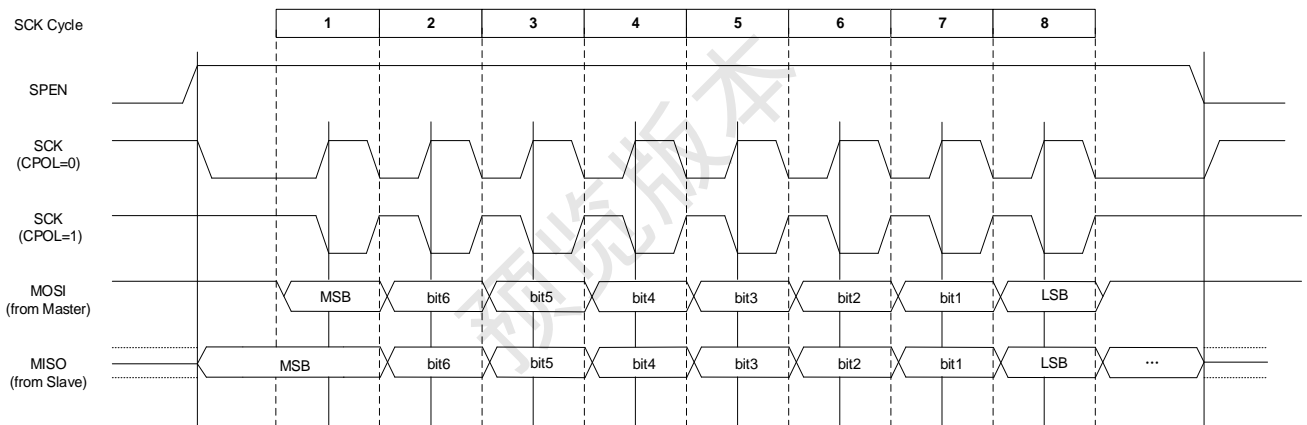 SCK Cycle 1 2 3 4 5 6 7 8
SPEN
SCK
(CPOL=0)
SCK
(CPOL=1)
MOSI
(from Master)
MSB bit6 bit5 bit4 bit3 bit2 bit1 LSB
MISO
(from Slave)
MSB bit6 bit5 bit4 bit3 bit2 bit1 LSB ...
预览版本